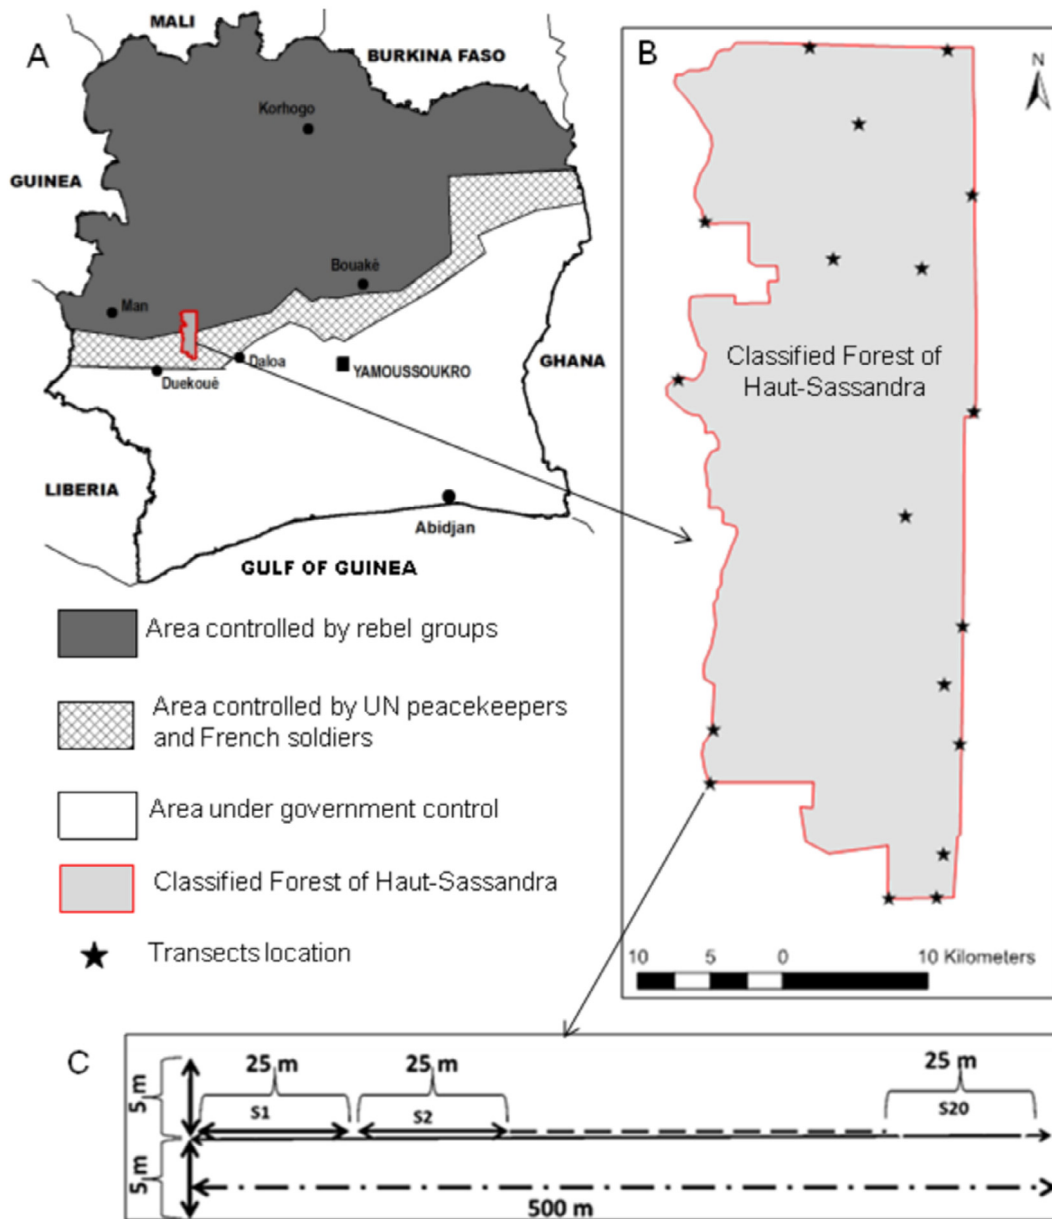 A
MALI
BURKINA FASO
Korhogo
GUINEA
Bouaké
Man
Daloa
Duekoué
YAMOUSSOUKRO
GHANA
LIBERIA
Abidjan
GULF OF GUINEA
Area controlled by rebel groups
Area controlled by UN peacekeepers
and French soldiers
Area under government control
Classified Forest of Haut-Sassandra
Transects location
B
N
Classified Forest of
Haut-Sassandra
10 5 0 10 Kilometers
C
25 m 25 m 25 m
S1 S2 S20
5 m
5 m
500 m